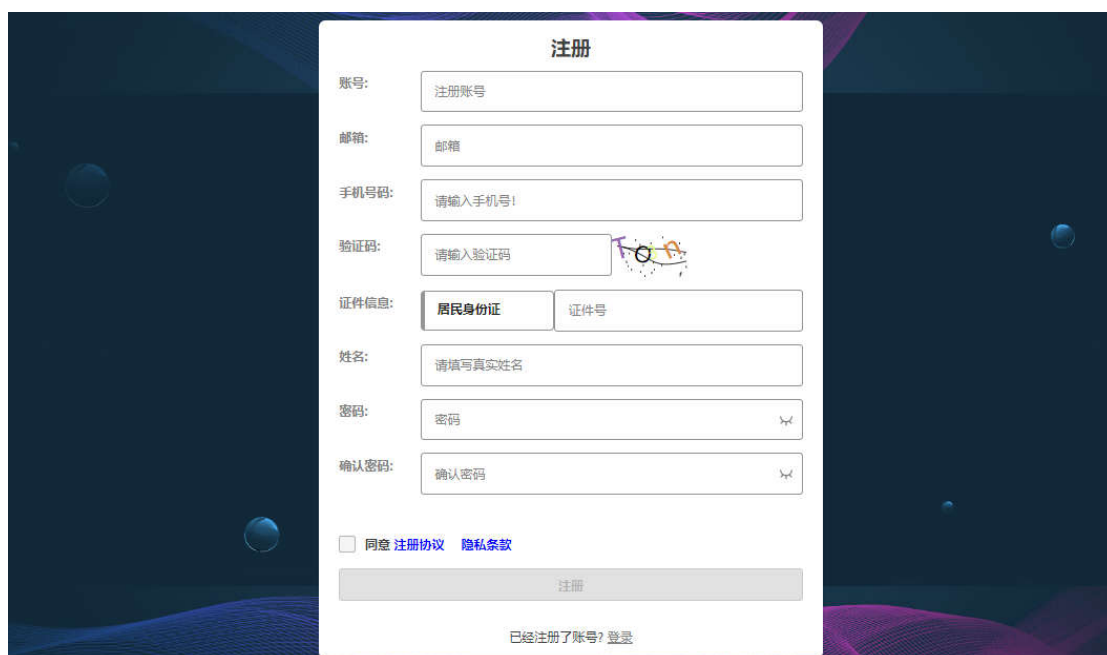 注册
账号:
注册账号
邮箱:
邮箱
手机号码:
请输入手机号!
验证码:
请输入验证码
证件信息:
居民身份证
证件号
姓名:
请填写真实姓名
密码:
密码
确认密码:
确认密码
同意 注册协议 隐私条款
注册
已经注册了账号? 登录